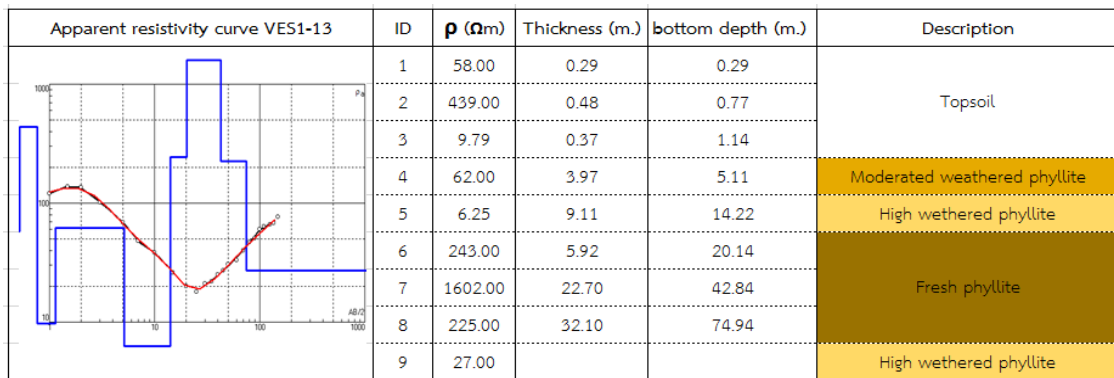 Apparent resistivity curve VES1-13 ID ρ (Ωm) Thickness (m.) bottom depth (m.) Description
1 58.00 0.29 0.29
2 439.00 0.48 0.77 Topsoil
3 9.79 0.37 1.14
4 62.00 3.97 5.11 Moderated weathered phyllite
5 6.25 9.11 14.22 High wethered phyllite
6 243.00 5.92 20.14
7 1602.00 22.70 42.84 Fresh phyllite
8 225.00 32.10 74.94
9 27.00 High wethered phyllite
1000 ρa
100
10 AB/2
1 10 100 1000